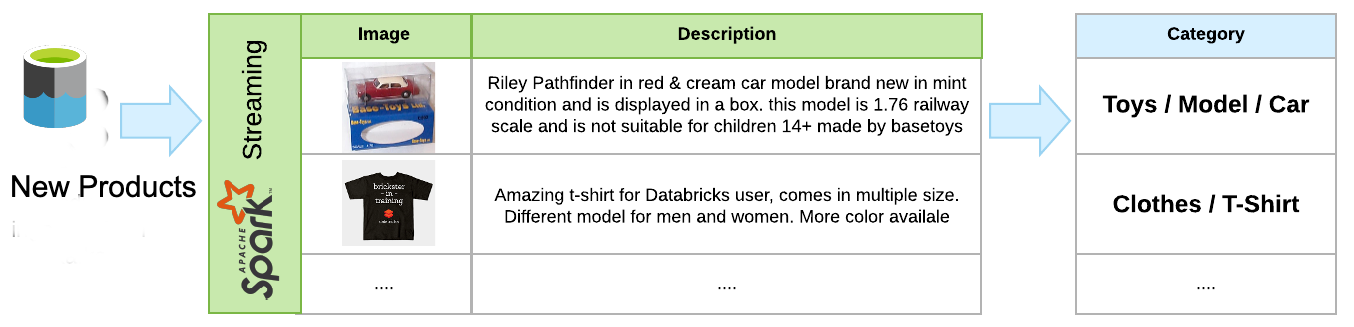 New Products
Streaming
APACHE
Spark
™
Image
Description
Category
Base-Toys Ltd.
Riley Pathfinder in red & cream car model brand new in mint
condition and is displayed in a box. this model is 1.76 railway
scale and is not suitable for children 14+ made by basetoys
Toys / Model / Car
brickster
- in -
training
Amazing t-shirt for Databricks user, comes in multiple size.
Different model for men and women. More color availale
Clothes / T-Shirt
....
....
....